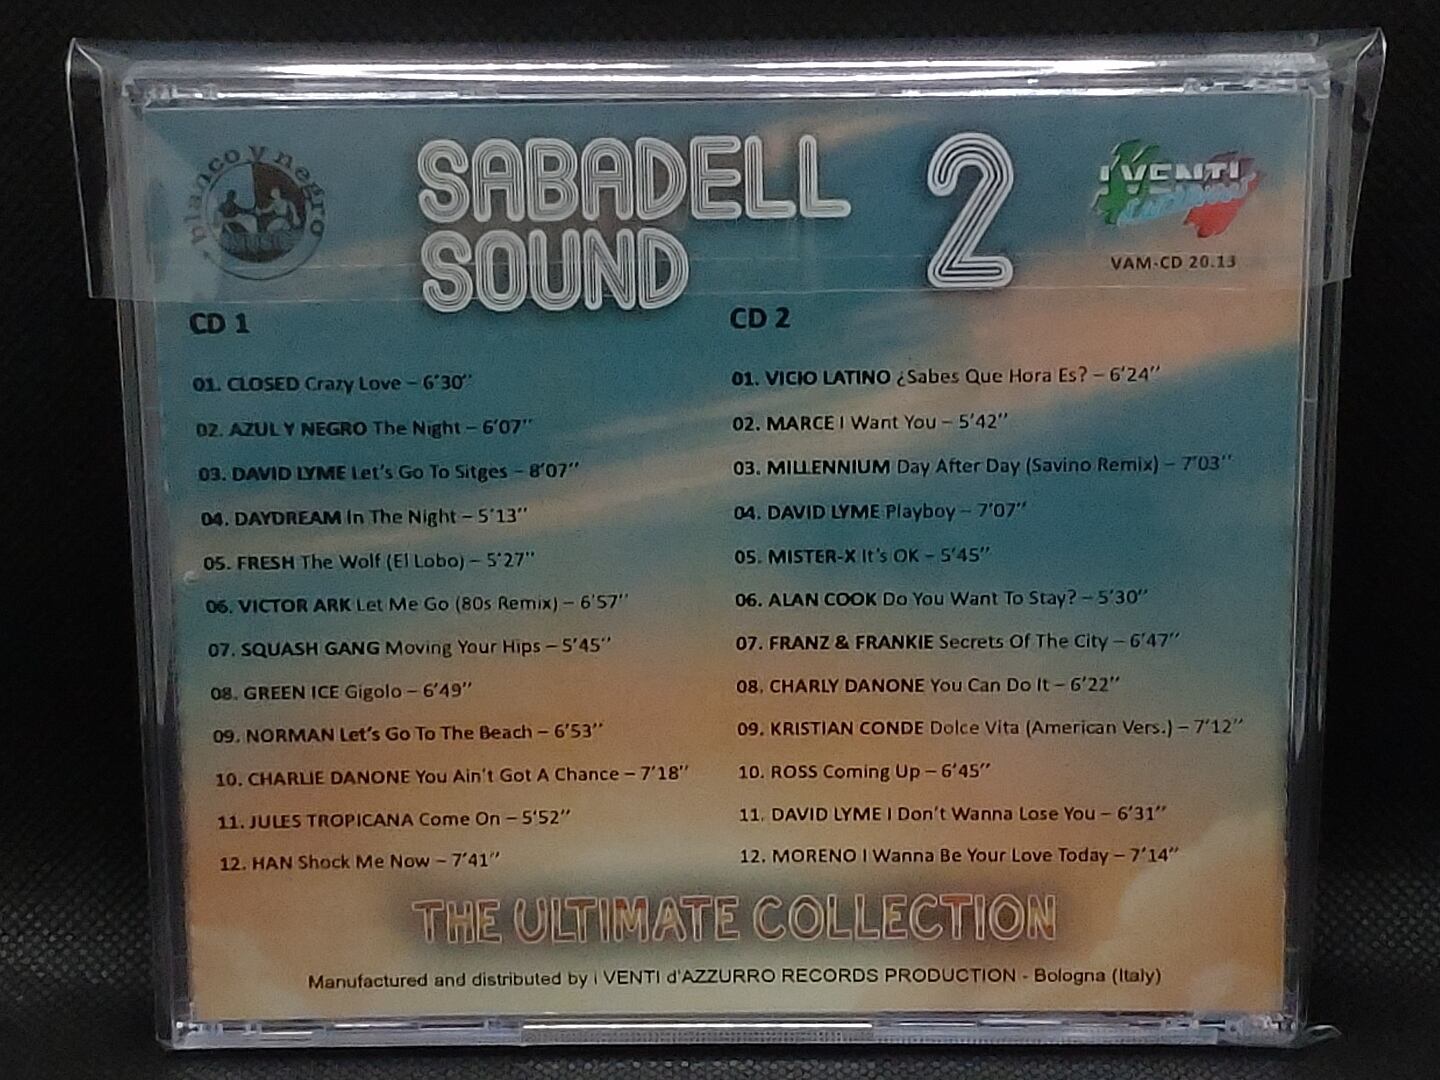 blanco y negro
SABADELL
SOUND
2
I VENTI
d'Azzurro
VAM-CD 20.13
CD 1
01. CLOSED Crazy Love – 6'30''
02. AZUL Y NEGRO The Night – 6'07''
03. DAVID LYME Let's Go To Sitges – 8'07''
04. DAYDREAM In The Night – 5'13''
05. FRESH The Wolf (El Lobo) – 5'27''
06. VICTOR ARK Let Me Go (80s Remix) – 6'57''
07. SQUASH GANG Moving Your Hips – 5'45''
08. GREEN ICE Gigolo – 6'49''
09. NORMAN Let's Go To The Beach – 6'53''
10. CHARLIE DANONE You Ain't Got A Chance – 7'18''
11. JULES TROPICANA Come On – 5'52''
12. HAN Shock Me Now – 7'41''
CD 2
01. VICIO LATINO ¿Sabes Que Hora Es? – 6'24''
02. MARCE I Want You – 5'42''
03. MILLENNIUM Day After Day (Savino Remix) – 7'03''
04. DAVID LYME Playboy – 7'07''
05. MISTER-X It's OK – 5'45''
06. ALAN COOK Do You Want To Stay? – 5'30''
07. FRANZ & FRANKIE Secrets Of The City – 6'47''
08. CHARLY DANONE You Can Do It – 6'22''
09. KRISTIAN CONDE Dolce Vita (American Vers.) – 7'12''
10. ROSS Coming Up – 6'45''
11. DAVID LYME I Don't Wanna Lose You – 6'31''
12. MORENO I Wanna Be Your Love Today – 7'14''
THE ULTIMATE COLLECTION
Manufactured and distributed by i VENTI d'AZZURRO RECORDS PRODUCTION - Bologna (Italy)